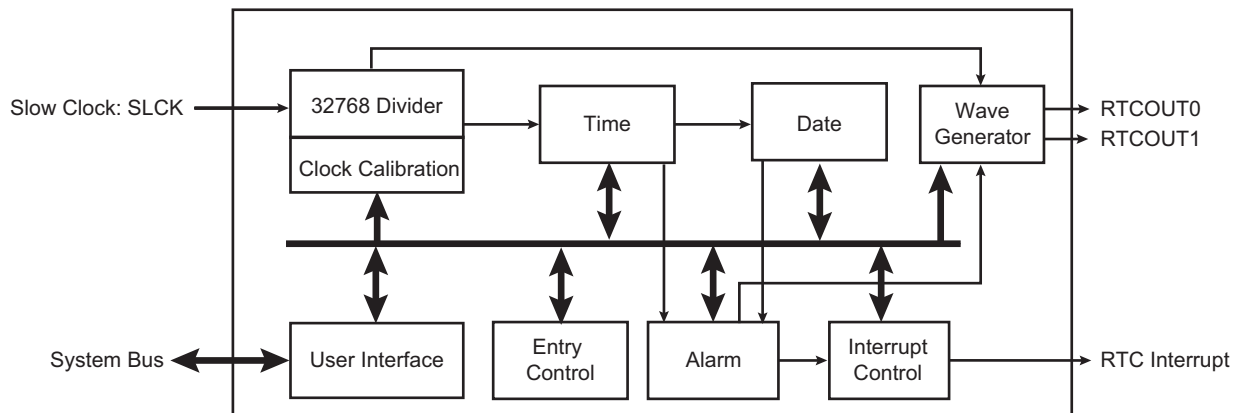 Slow Clock: SLCK
32768 Divider
Clock Calibration
Time
Date
Wave
Generator
RTCOUT0
RTCOUT1
System Bus
User Interface
Entry
Control
Alarm
Interrupt
Control
RTC Interrupt